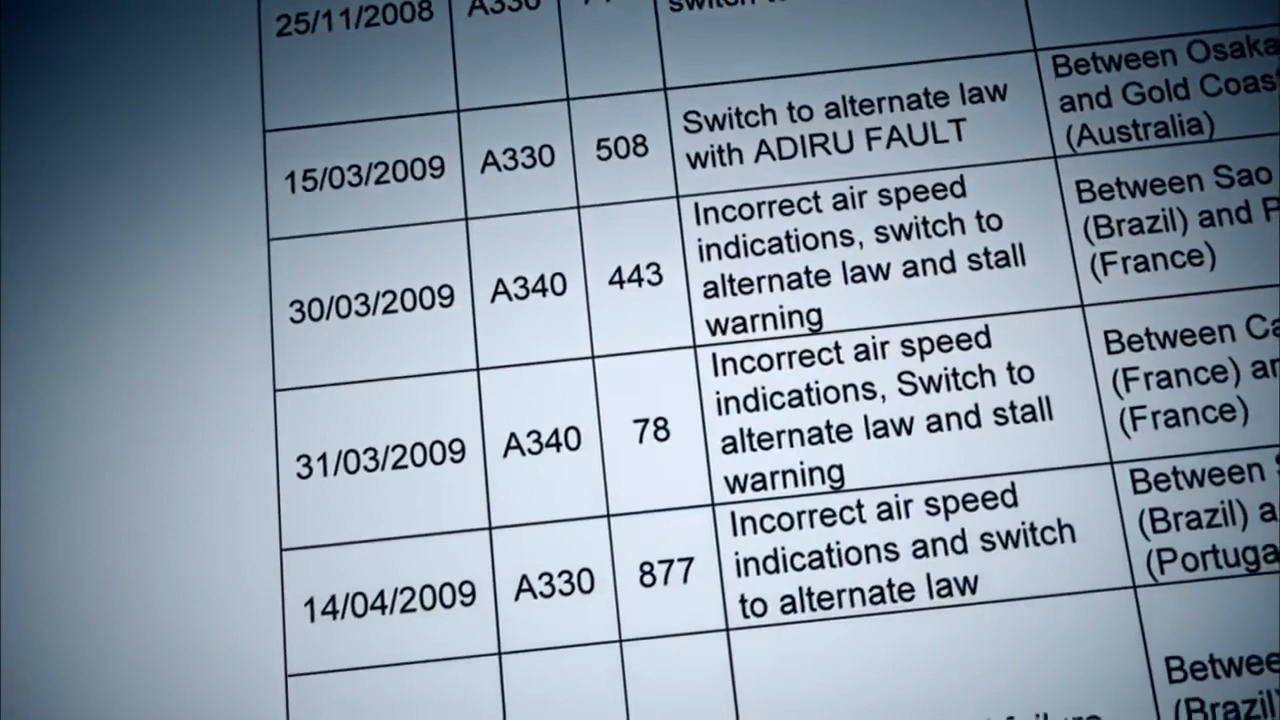 25/11/2008 A330
15/03/2009 A330 508 Switch to alternate law
with ADIRU FAULT
Between Osaka
and Gold Coast
(Australia)
30/03/2009 A340 443 Incorrect air speed
indications, switch to
alternate law and stall
warning
Between Sao
(Brazil) and
(France)
31/03/2009 A340 78 Incorrect air speed
indications, Switch to
alternate law and stall
warning
Between
(France)
(France)
14/04/2009 A330 877 Incorrect air speed
indications and switch
to alternate law
Between
(Brazil)
(Portuga
Betwee
(Brazil)